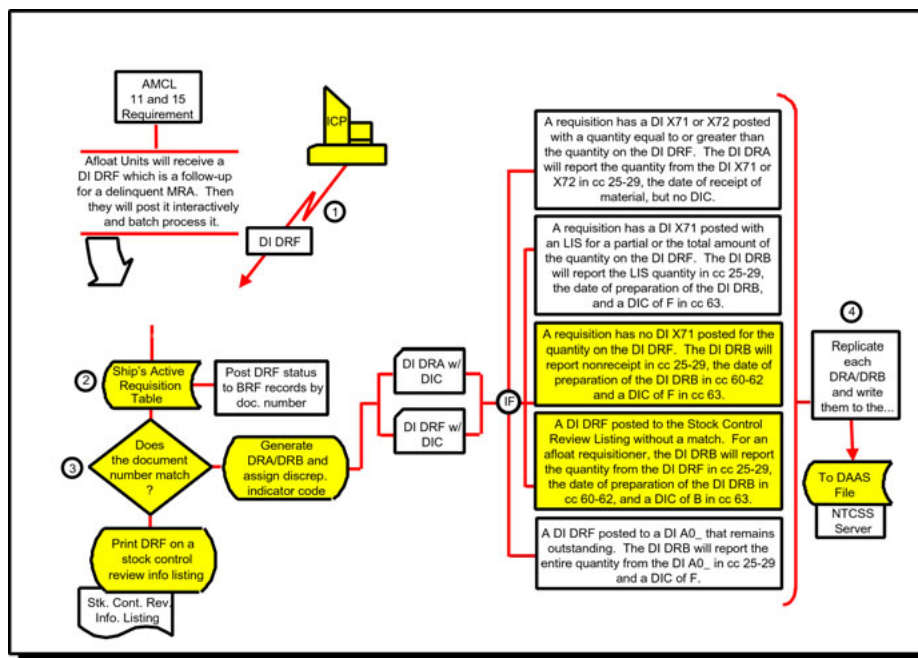 AMCL
11 and 15
Requirement
Afloat Units will receive a
DI DRF which is a follow-up
for a delinquent MRA. Then
they will post it interactively
and batch process it.
ICP
1
DI DRF
2
Ship's Active
Requisition
Table
Post DRF status
to BRF records by
doc. number
3
Does
the document
number match
?
Generate
DRA/DRB and
assign discrep.
indicator code
Print DRF on a
stock control
review info listing
Stk. Cont. Rev.
Info. Listing
DI DRA w/
DIC
DI DRF w/
DIC
IF
A requisition has a DI X71 or X72 posted
with a quantity equal to or greater than
the quantity on the DI DRF. The DI DRA
will report the quantity from the DI X71 or
X72 in cc 25-29, the date of receipt of
material, but no DIC.
A requisition has a DI X71 posted with
an LIS for a partial or the total amount of
the quantity on the DI DRF. The DI DRB
will report the LIS quantity in cc 25-29,
the date of preparation of the DI DRB,
and a DIC of F in cc 63.
A requisition has no DI X71 posted for the
quantity on the DI DRF. The DI DRB will
report nonreceipt in cc 25-29, the date of
preparation of the DI DRB in cc 60-62
and a DIC of F in cc 63.
A DI DRF posted to the Stock Control
Review Listing without a match. For an
afloat requisitioner, the DI DRB will report
the quantity from the DI DRF in cc 25-29,
the date of preparation of the DI DRB in
cc 60-62, and a DIC of B in cc 63.
A DI DRF posted to a DI A0_ that remains
outstanding. The DI DRB will report the
entire quantity from the DI A0_ in cc 25-29
and a DIC of F.
4
Replicate
each
DRA/DRB
and write
them to the...
To DAAS
File
NTCSS
Server